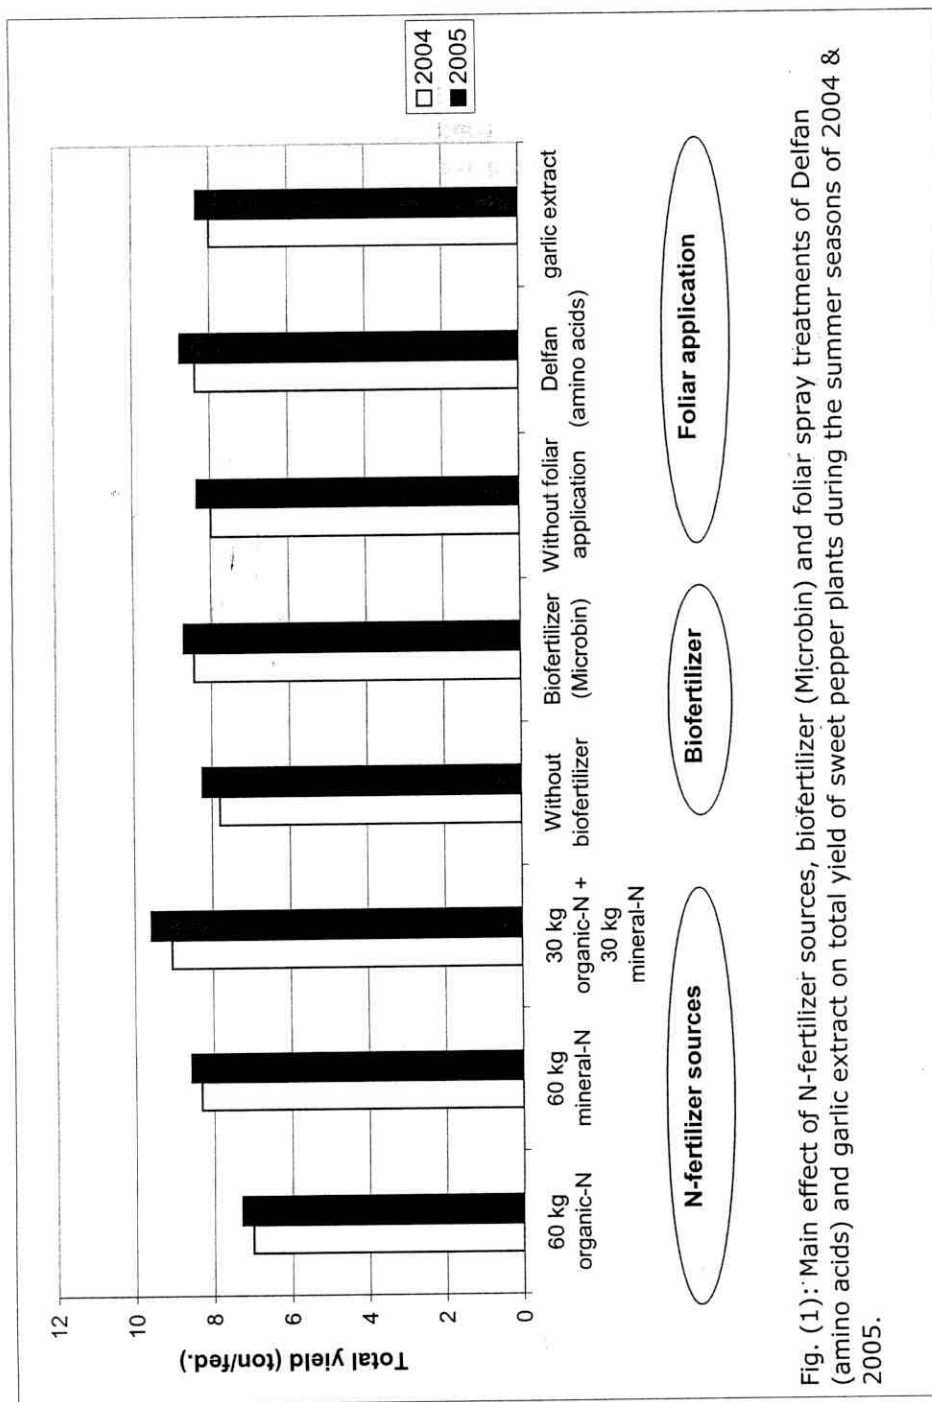 2004
2005
12
10
8
6
4
2
0
Total yield (ton/fed.)
60 kg
organic-N
60 kg
mineral-N
30 kg
organic-N +
30 kg
mineral-N
Without
biofertilizer
Biofertilizer
(Microbin)
Without foliar
application
Delfan
(amino acids)
garlic extract
N-fertilizer sources
Biofertilizer
Foliar application
Fig. (1): Main effect of N-fertilizer sources, biofertilizer (Microbin) and foliar spray treatments of Delfan
(amino acids) and garlic extract on total yield of sweet pepper plants during the summer seasons of 2004 &
2005.